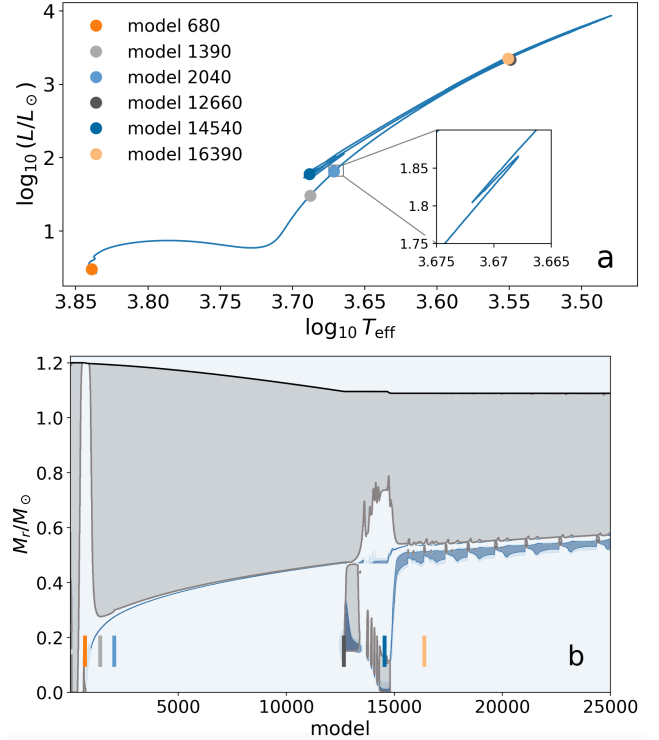 4
3
2
1
log₁₀ (L/L☉)
model 680
model 1390
model 2040
model 12660
model 14540
model 16390
1.85
1.8
1.75
3.675 3.67 3.665
a
3.85 3.80 3.75 3.70 3.65 3.60 3.55 3.50
log₁₀ Tₑff
1.2
1.0
0.8
0.6
0.4
0.2
0.0
Mᵣ/M☉
b
5000 10000 15000 20000 25000
model